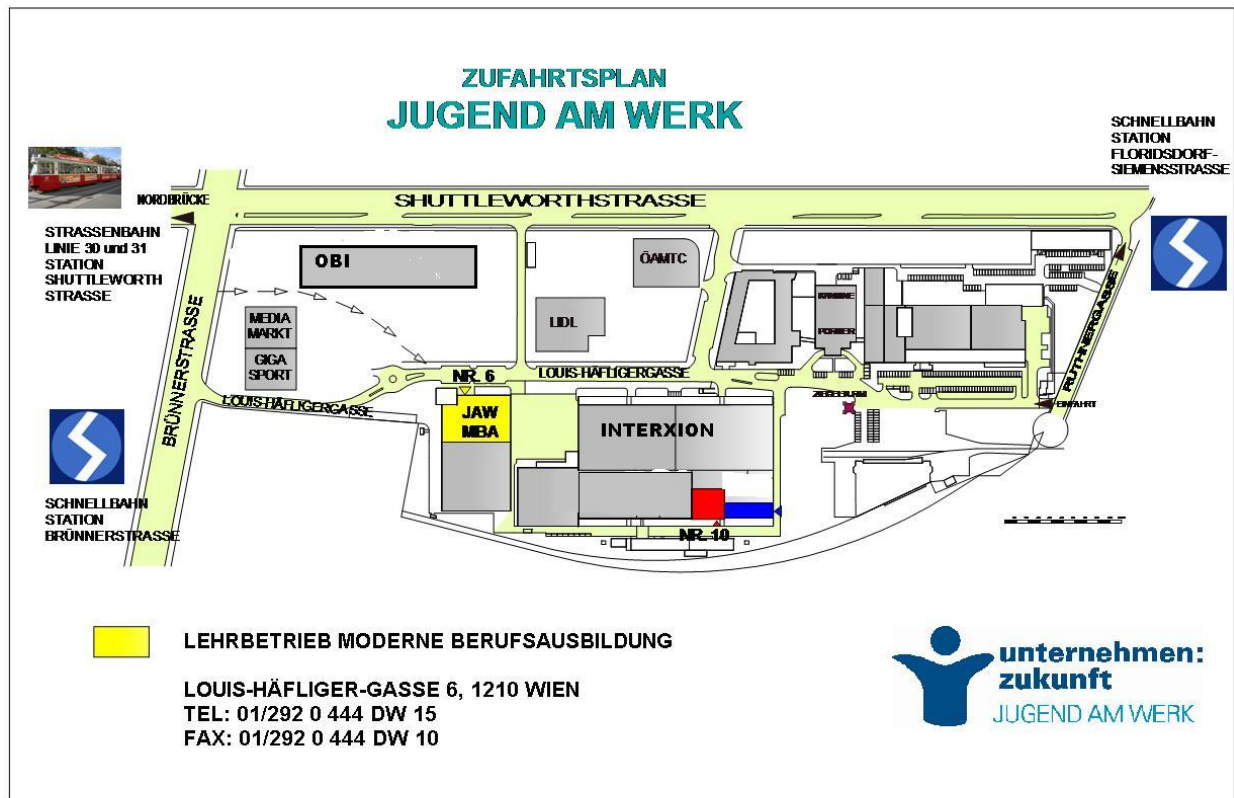 ZUFAHRTSPLAN
JUGEND AM WERK
SCHNELLBAHN
STATION
FLORIDSDORF-
SIEMENSSTRASSE
NORDBRÜCKE
SHUTTLEWORTHSTRASSE
STRASSENBAHN
LINIE 30 und 31
STATION
SHUTTLEWORTH
STRASSE
OBI
ÖAMTC
MEDIA
MARKT
GIGA
SPORT
LIDL
BRÜNNERSTRASSE
RUTHNERGASSE
NR. 6
LOUIS-HÄFLIGERGASSE
LOUIS-HÄFLIGERGASSE
EINFAHRT
JAW
MBA
INTERXION
NR. 10
SCHNELLBAHN
STATION
BRÜNNERSTRASSE
LEHRBETRIEB MODERNE BERUFSAUSBILDUNG
LOUIS-HÄFLIGER-GASSE 6, 1210 WIEN
TEL: 01/292 0 444 DW 15
FAX: 01/292 0 444 DW 10
unternehmen:
zukunft
JUGEND AM WERK